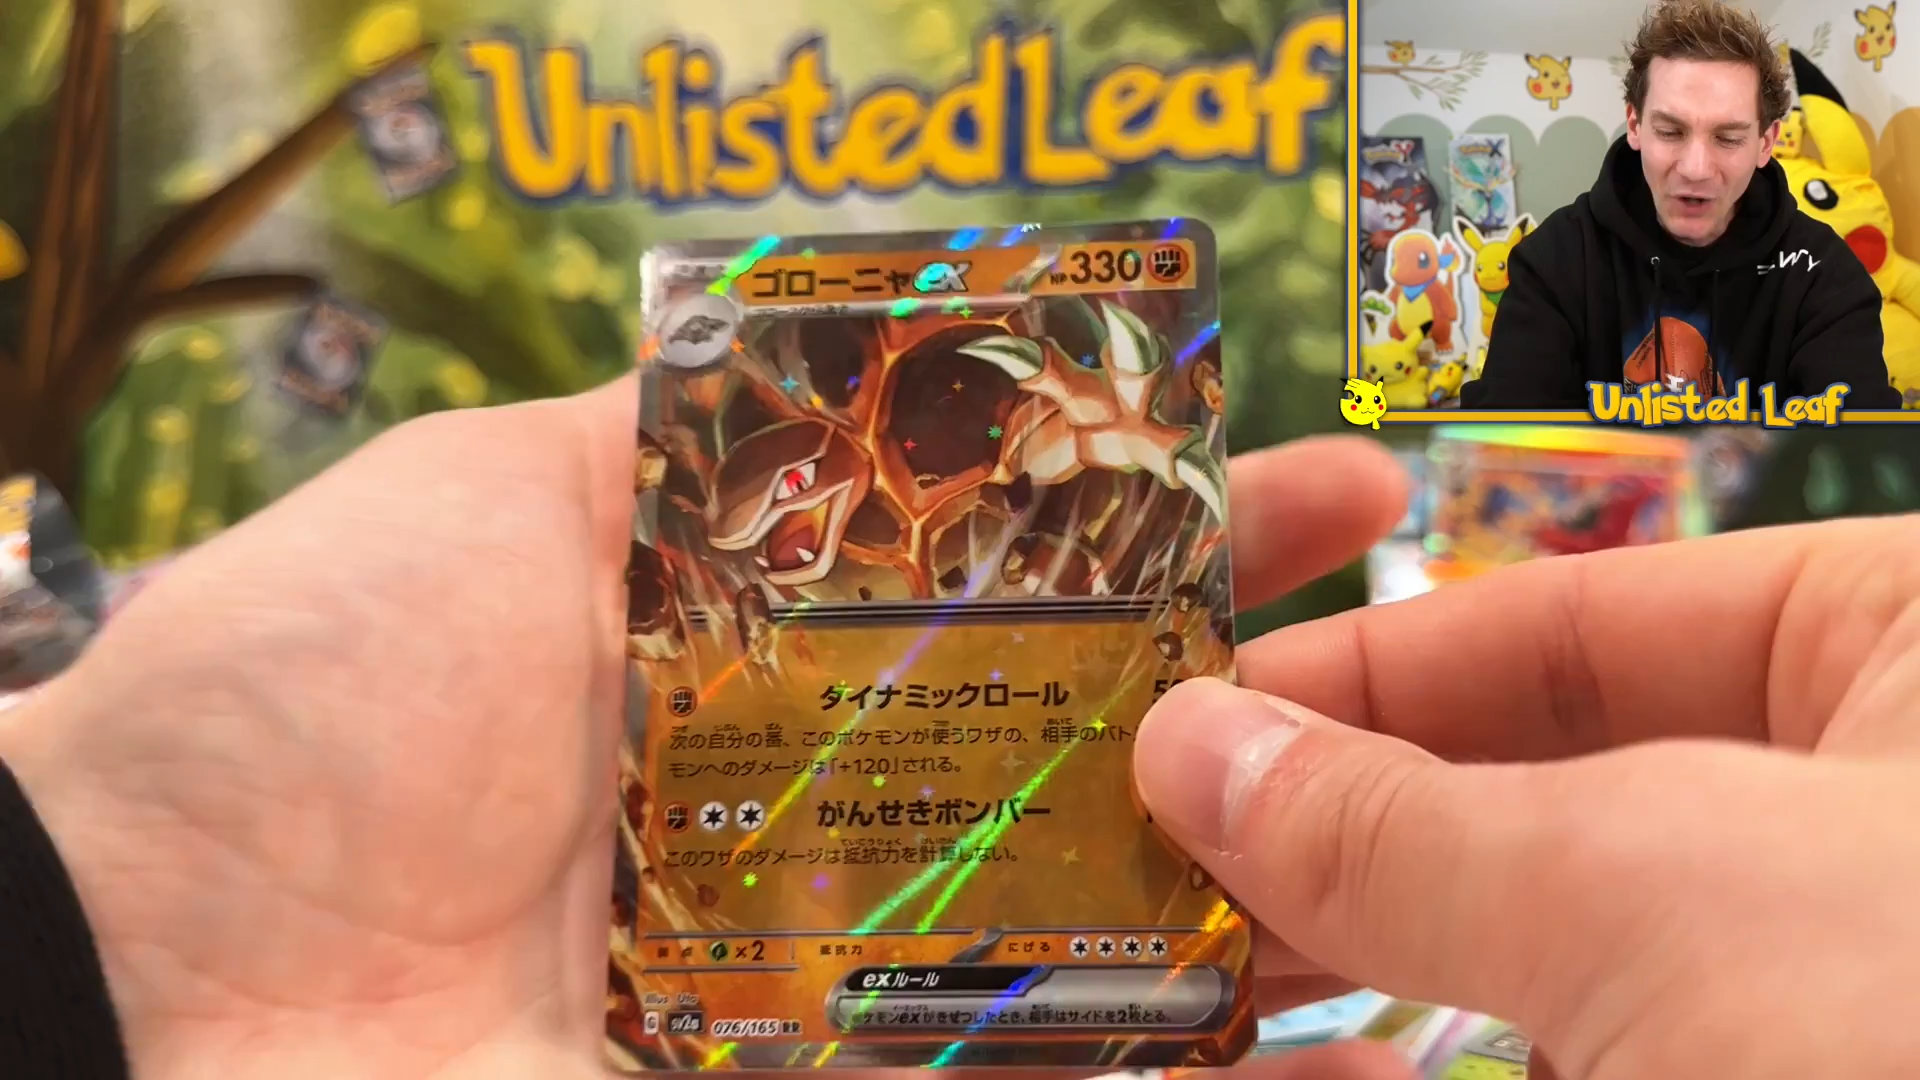 UnlistedLeaf
ゴローニャex
HP330
ダイナミックロール
次の自分の番、このポケモンが使うワザの、相手のバト
モンへのダメージは「+120」される。
がんせきボンバー
このワザのダメージは抵抗力を計算しない。
×2
抵抗力
にげる
exルール
ポケモンexがきぜつしたとき、相手はサイドを2枚とる。
illus
G sv2a 076/165 RR
Unlisted Leaf